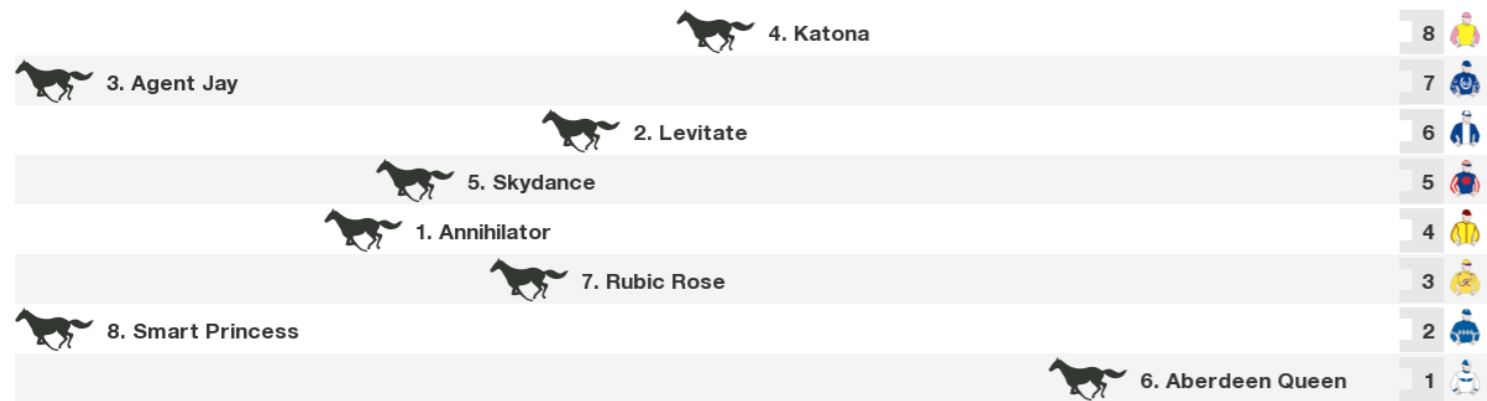 4. Katona 8
3. Agent Jay 7
2. Levitate 6
5. Skydance 5
1. Annihilator 4
7. Rubic Rose 3
8. Smart Princess 2
6. Aberdeen Queen 1